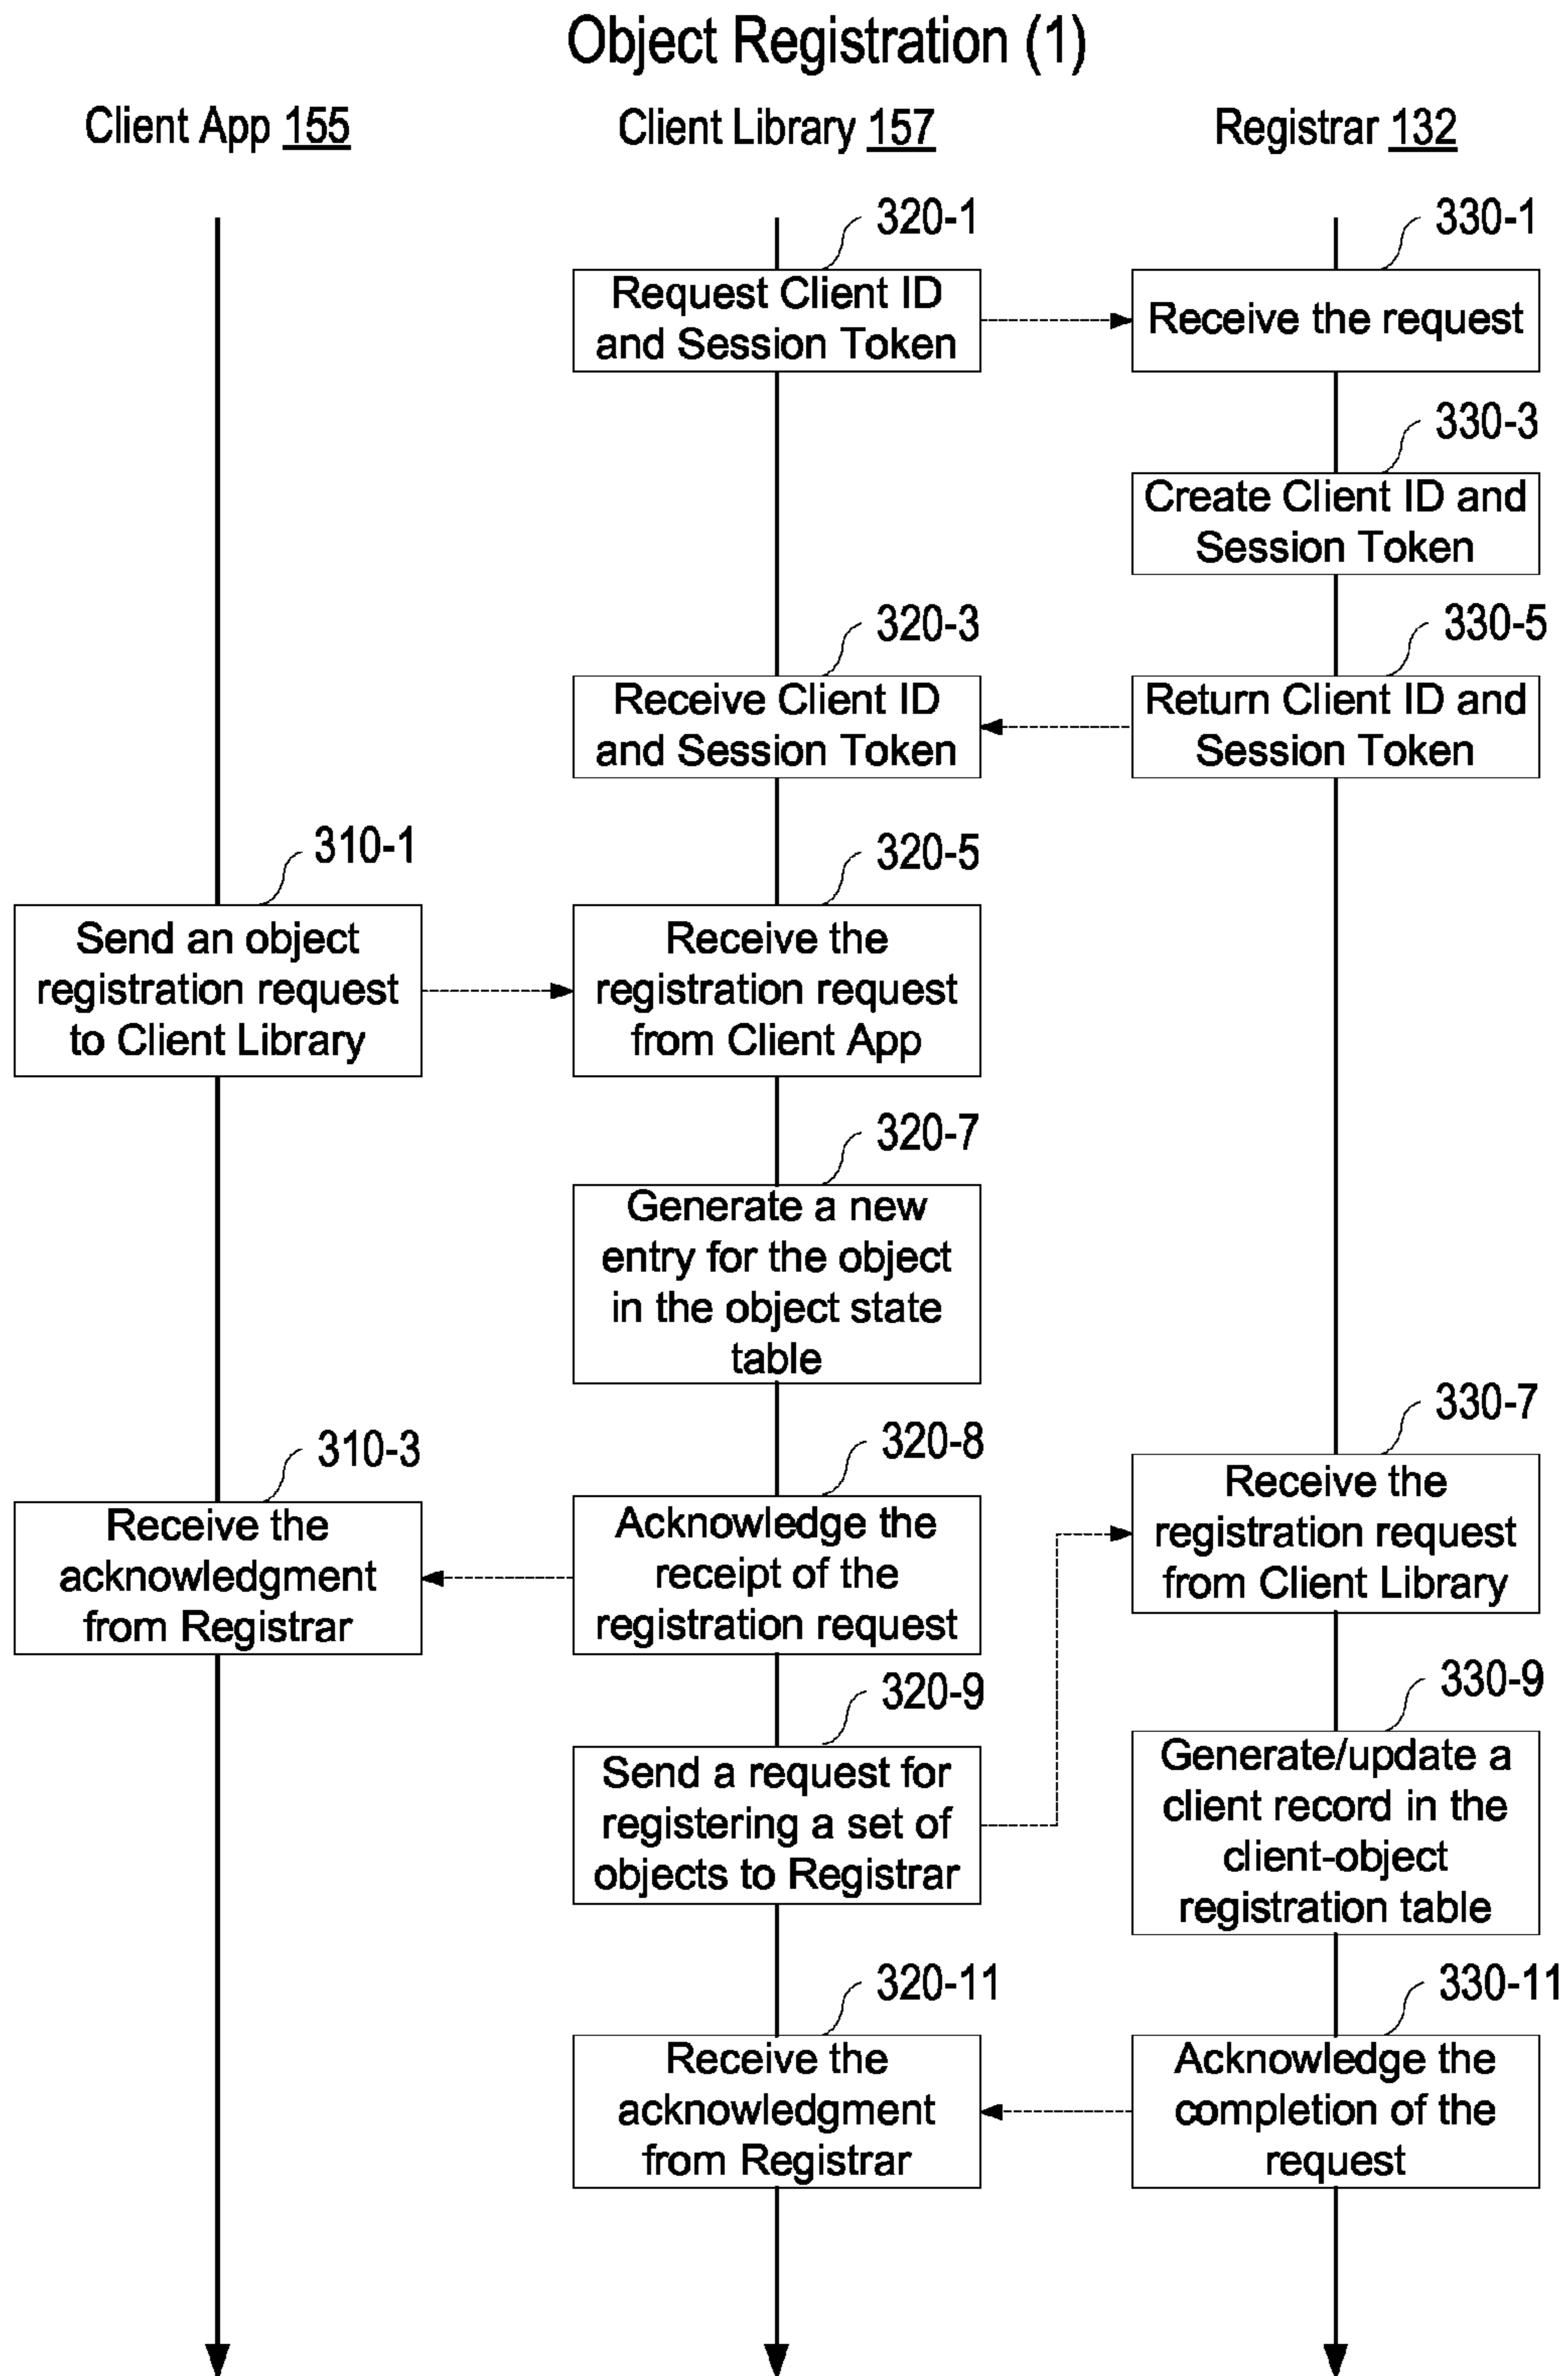 Object Registration (1)
Client App 155
Client Library 157
Registrar 132
320-1
330-1
Request Client ID
and Session Token
Receive the request
330-3
Create Client ID and
Session Token
320-3
330-5
Receive Client ID
and Session Token
Return Client ID and
Session Token
310-1
320-5
Send an object
registration request
to Client Library
Receive the
registration request
from Client App
320-7
Generate a new
entry for the object
in the object state
table
310-3
320-8
330-7
Receive the
acknowledgment
from Registrar
Acknowledge the
receipt of the
registration request
Receive the
registration request
from Client Library
320-9
330-9
Send a request for
registering a set of
objects to Registrar
Generate/update a
client record in the
client-object
registration table
320-11
330-11
Receive the
acknowledgment
from Registrar
Acknowledge the
completion of the
request